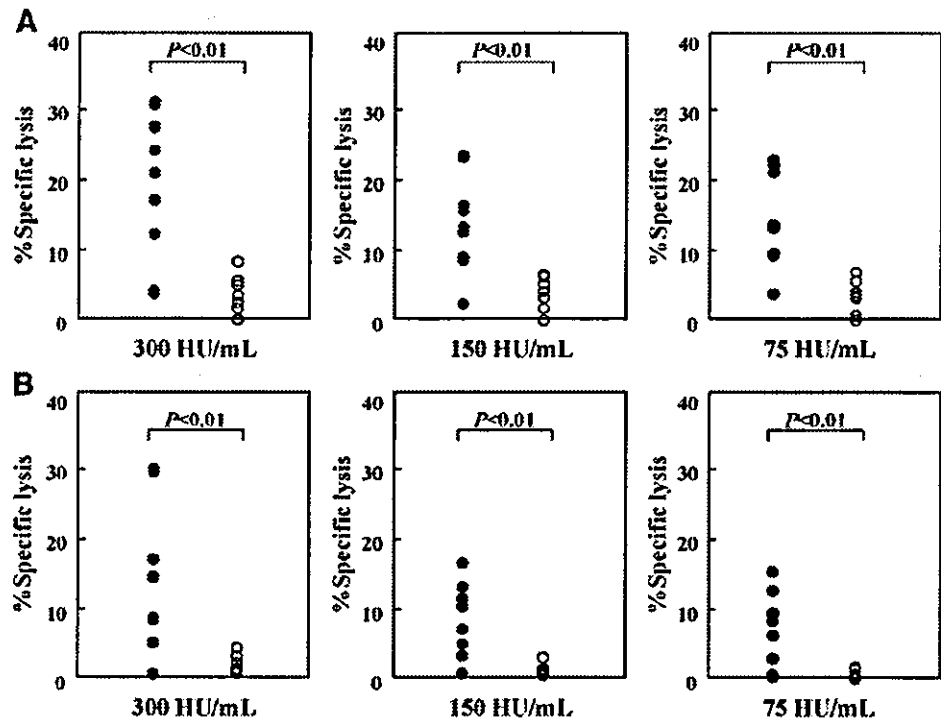 A
40 40 40
P<0.01 P<0.01 P<0.01
30 30 30
%Specific lysis %Specific lysis %Specific lysis
20 20 20
10 10 10
0 0 0
300 HU/mL 150 HU/mL 75 HU/mL
B
40 40 40
P<0.01 P<0.01 P<0.01
30 30 30
%Specific lysis %Specific lysis %Specific lysis
20 20 20
10 10 10
0 0 0
300 HU/mL 150 HU/mL 75 HU/mL